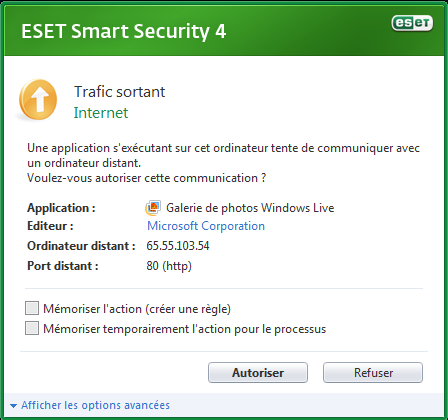 ESET Smart Security 4
eseT
Trafic sortant
Internet
Une application s'exécutant sur cet ordinateur tente de communiquer avec
un ordinateur distant.
Voulez-vous autoriser cette communication ?
Application : Galerie de photos Windows Live
Editeur : Microsoft Corporation
Ordinateur distant : 65.55.103.54
Port distant : 80 (http)
Mémoriser l'action (créer une règle)
Mémoriser temporairement l'action pour le processus
Autoriser Refuser
Afficher les options avancées